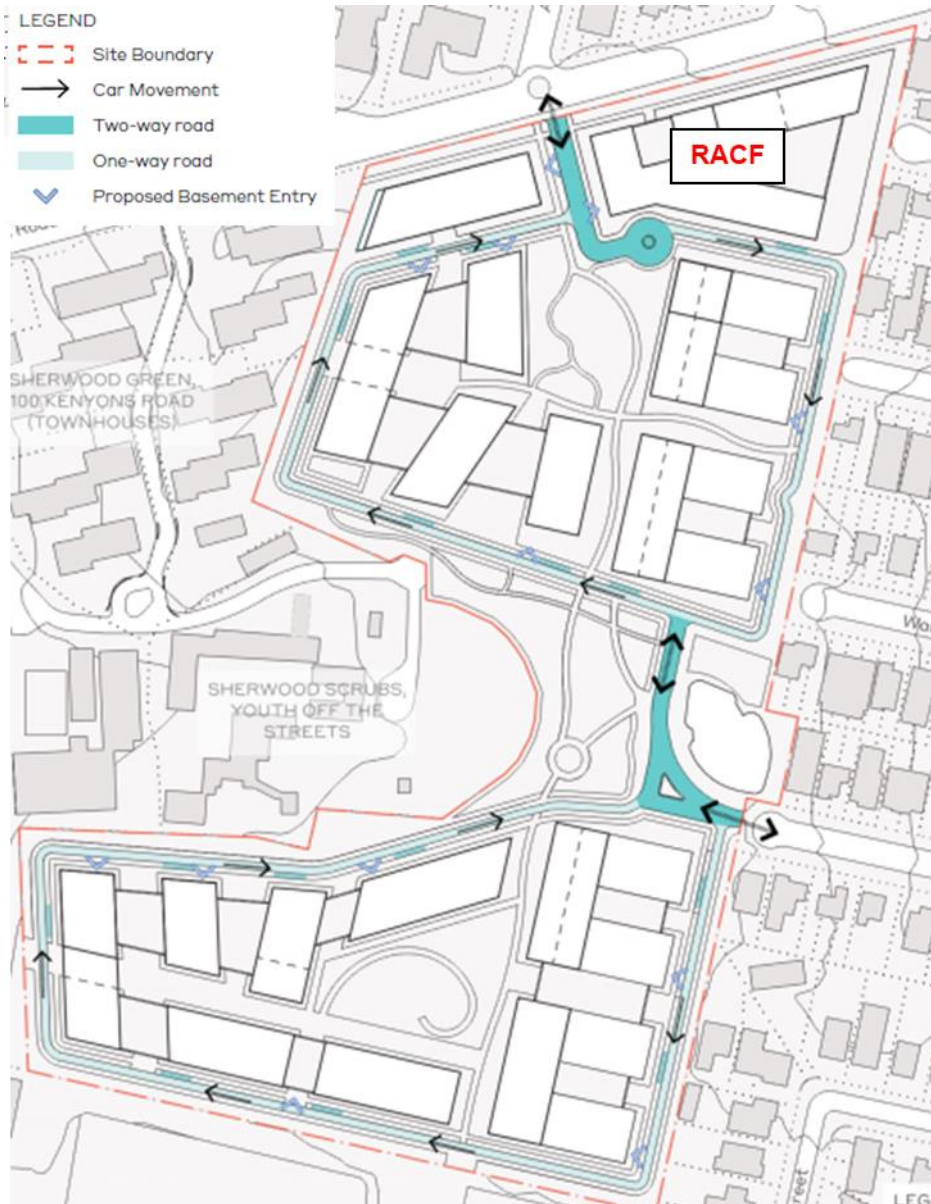 LEGEND
Site Boundary
Car Movement
Two-way road
One-way road
Proposed Basement Entry
RACF
SHERWOOD GREEN,
100 KENYONS ROAD
(TOWNHOUSES)
SHERWOOD SCRUBS,
YOUTH OFF THE
STREETS